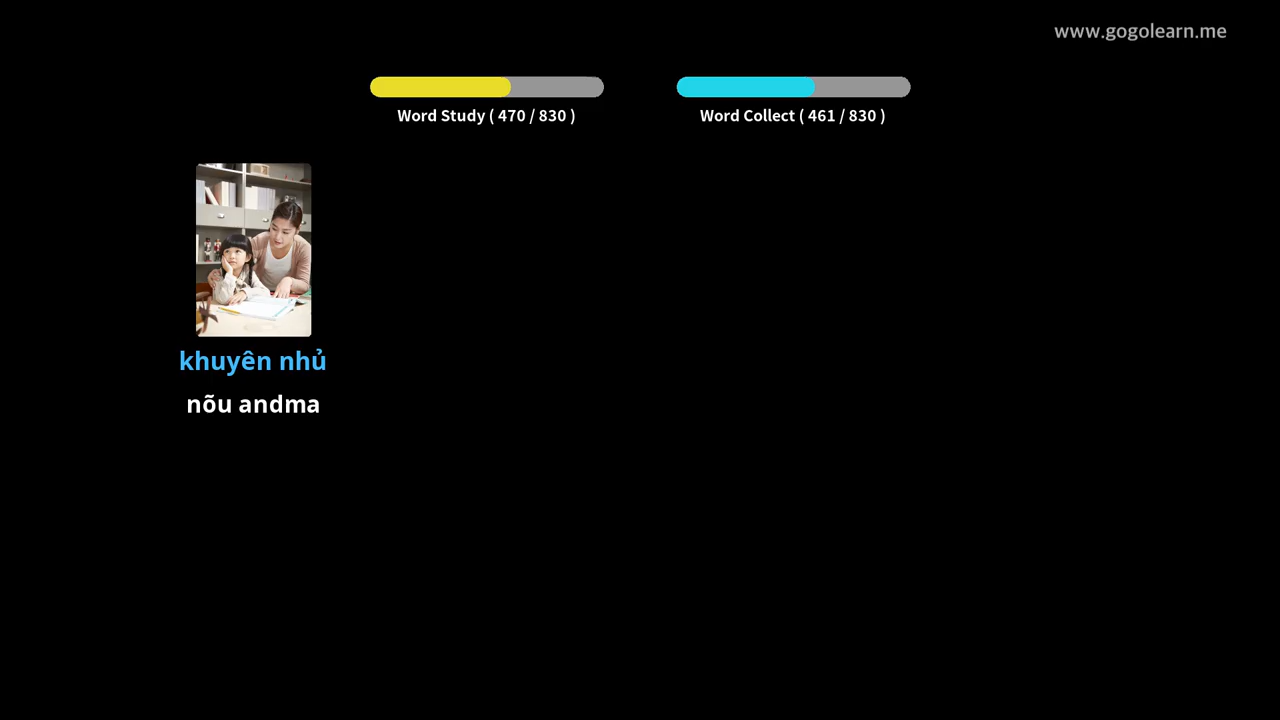 www.gogolearn.me
Word Study ( 470 / 830 )
Word Collect ( 461 / 830 )
khuyên nhủ
nõu andma